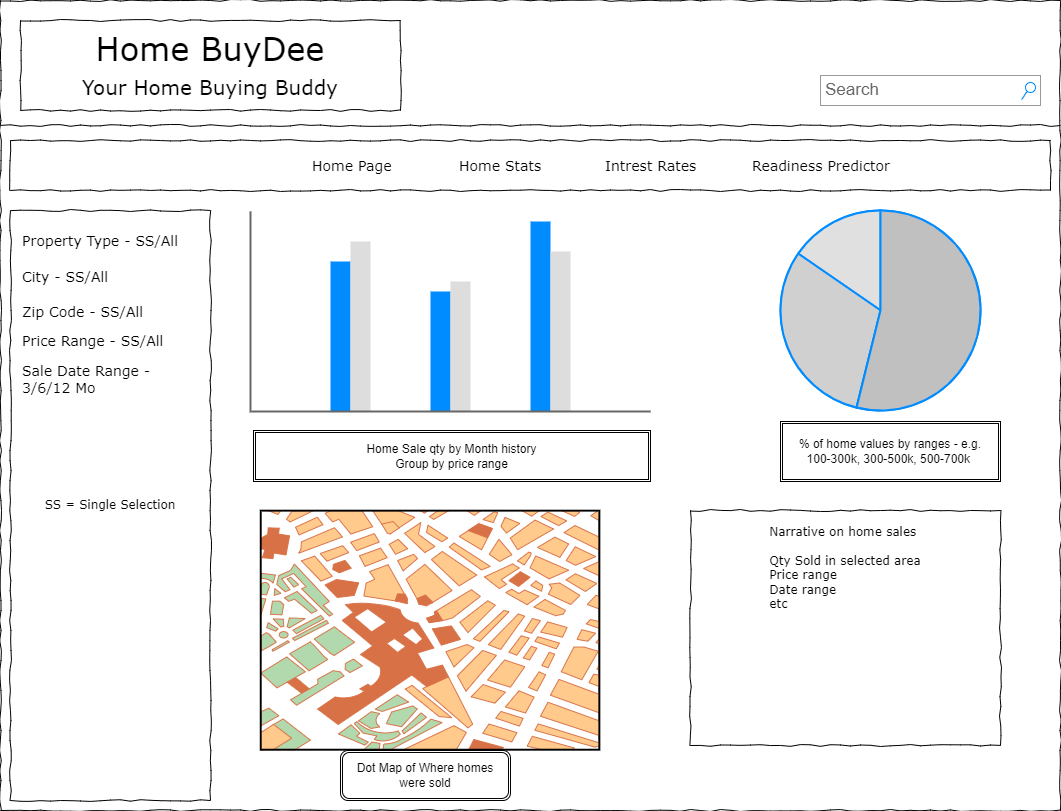 Home BuyDee
Your Home Buying Buddy
Search
Home Page
Home Stats
Intrest Rates
Readiness Predictor
Property Type - SS/All
City - SS/All
Zip Code - SS/All
Price Range - SS/All
Sale Date Range -
3/6/12 Mo
SS = Single Selection
Home Sale qty by Month history
Group by price range
% of home values by ranges - e.g.
100-300k, 300-500k, 500-700k
Dot Map of Where homes
were sold
Narrative on home sales
Qty Sold in selected area
Price range
Date range
etc